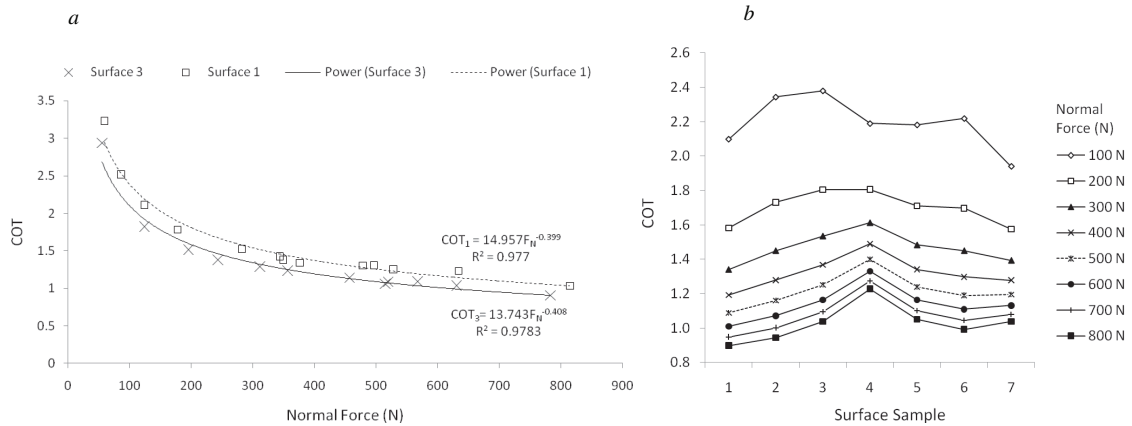 a
Surface 3
Surface 1
Power (Surface 3)
Power (Surface 1)
3.5
3
2.5
2
1.5
1
0.5
0
COT
COT₁ = 14.957F_N^-0.399
R² = 0.977
COT₃= 13.743F_N^-0.408
R² = 0.9783
0 100 200 300 400 500 600 700 800 900
Normal Force (N)
b
2.6
2.4
2.2
2.0
1.8
1.6
1.4
1.2
1.0
0.8
COT
1 2 3 4 5 6 7
Surface Sample
Normal
Force (N)
100 N
200 N
300 N
400 N
500 N
600 N
700 N
800 N